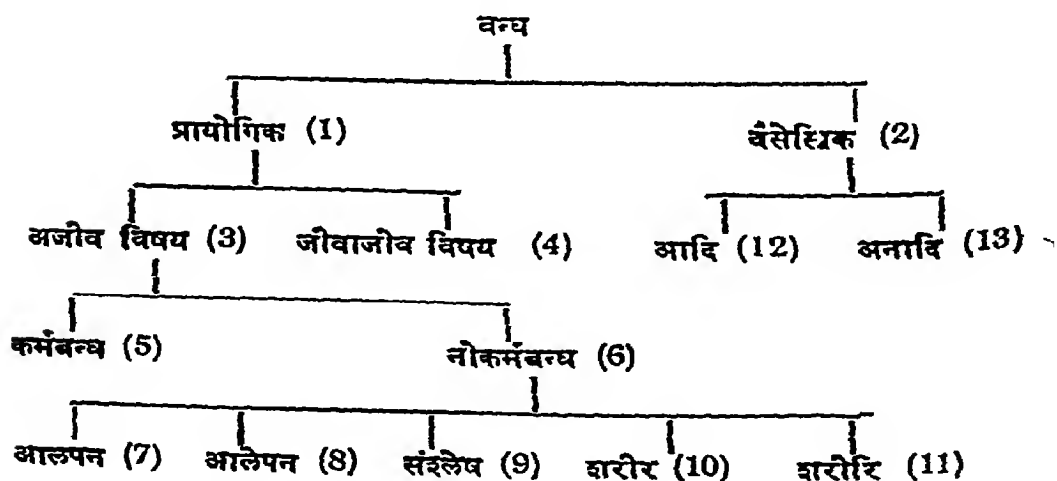 वन्ध
प्रायोगिक (1) वैसेस्रिक (2)
अजीव विषय (3) जीवाजीव विषय (4) आदि (12) अनादि (13)
कर्मबन्ध (5) नोकर्मबन्ध (6)
आलपन (7) आलेपन (8) संश्लेष (9) शरीर (10) शरीरि (11)